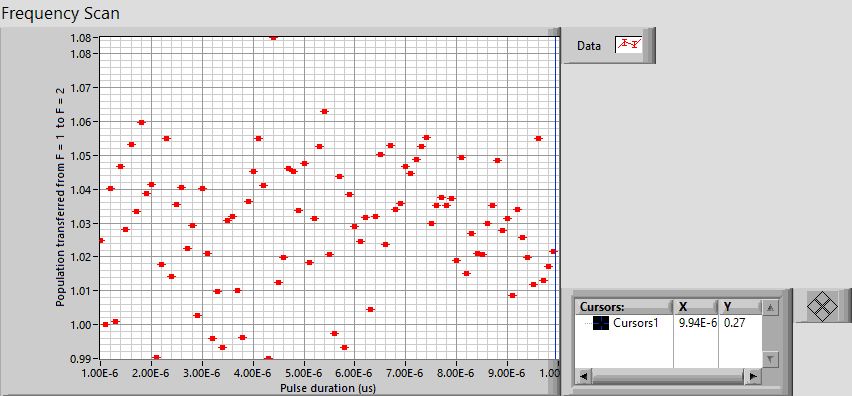 Frequency Scan
Data
Population transferred from F = 1 to F = 2
1.08
1.08
1.07
1.06
1.05
1.04
1.03
1.02
1.01
1.00
0.99
1.00E-6 2.00E-6 3.00E-6 4.00E-6 5.00E-6 6.00E-6 7.00E-6 8.00E-6 9.00E-6 1.00
Pulse duration (us)
Cursors: X Y
Cursors1 9.94E-6 0.27